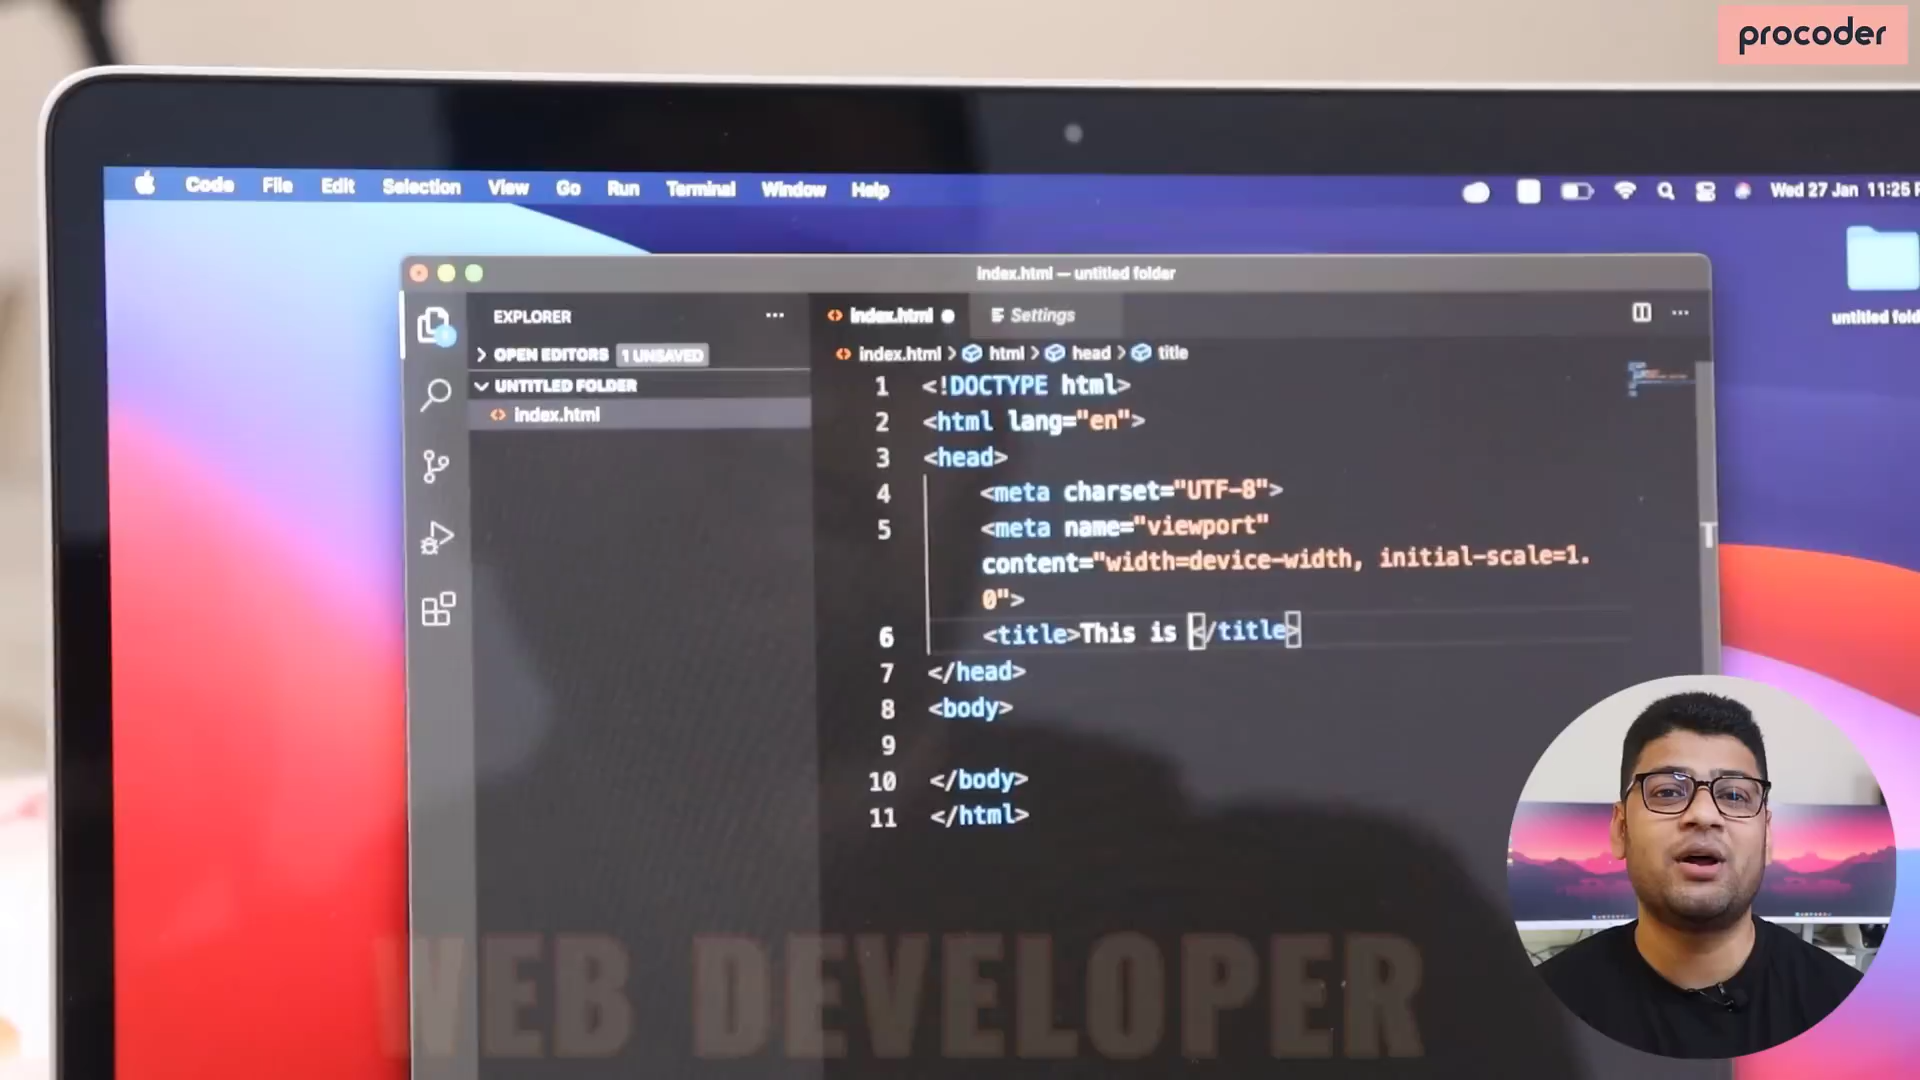 procoder
Code File Edit Selection View Go Run Terminal Window Help
Wed 27 Jan 11:25
index.html — untitled folder
EXPLORER
index.html
Settings
OPEN EDITORS 1 UNSAVED
index.html > html > head > title
UNTITLED FOLDER
index.html
untitled
1 <!DOCTYPE html>
2 <html lang="en">
3 <head>
4 <meta charset="UTF-8">
5 <meta name="viewport"
content="width=device-width, initial-scale=1.
0">
6 <title>This is </title>
7 </head>
8 <body>
9
10 </body>
11 </html>
WEB DEVELOPER